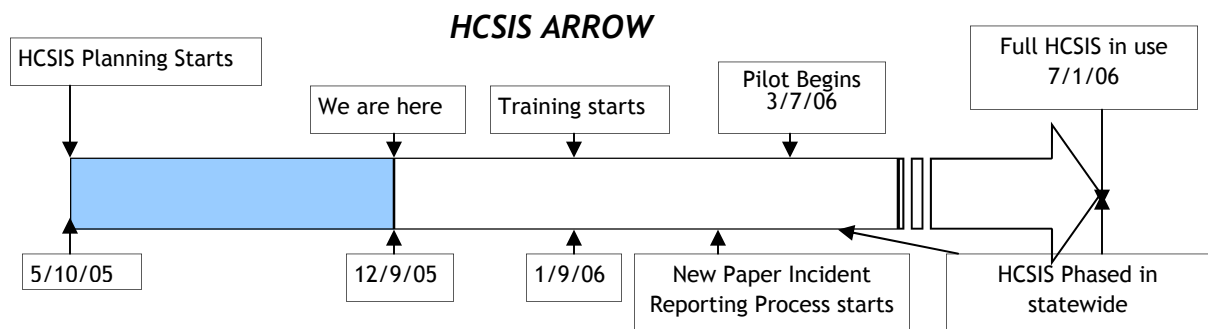 HCSIS ARROW
HCSIS Planning Starts
We are here
Training starts
Pilot Begins
3/7/06
Full HCSIS in use
7/1/06
5/10/05
12/9/05
1/9/06
New Paper Incident
Reporting Process starts
HCSIS Phased in
statewide